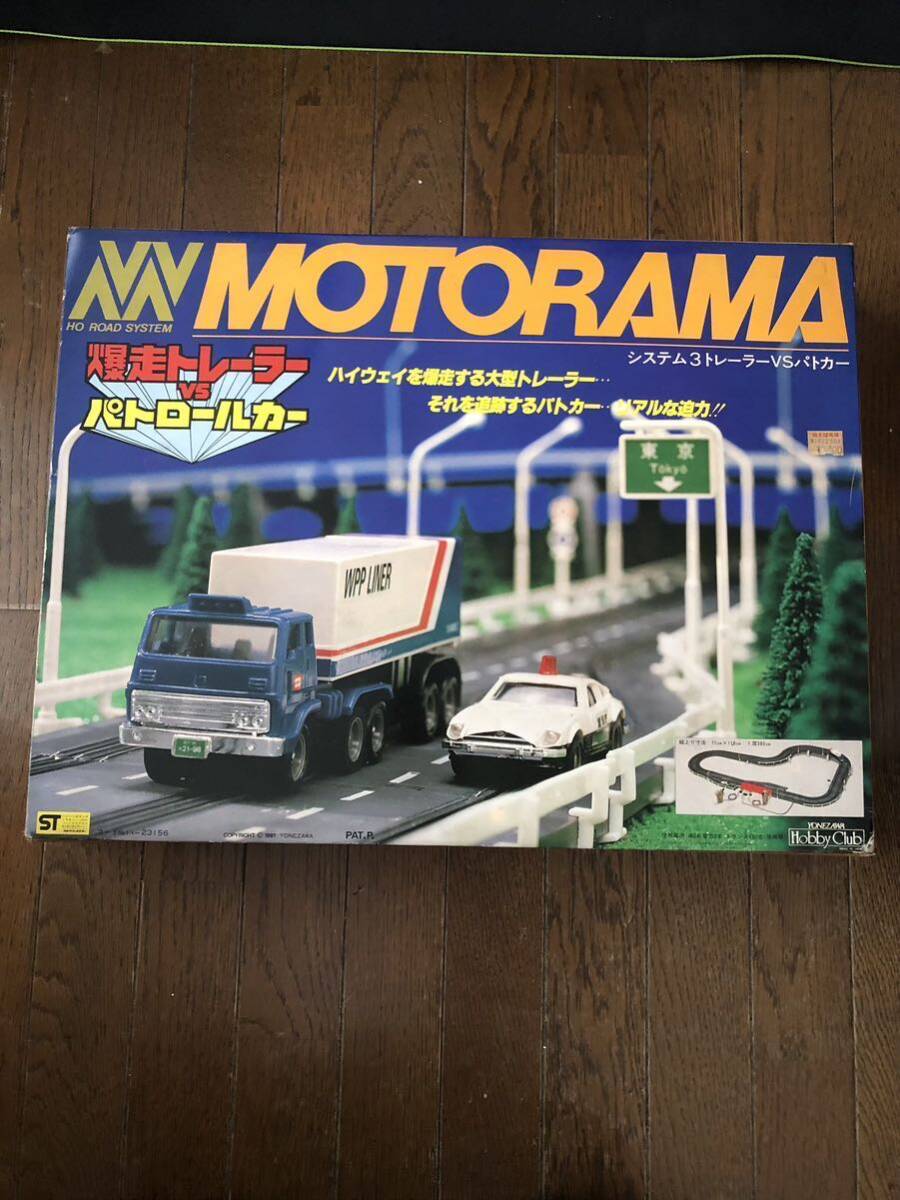 MOTORAMA
HO ROAD SYSTEM
システム3トレーラーVSパトカー
爆走トレーラー
VS
パトロールカー
ハイウェイを爆走する大型トレーラー…
それを追跡するパトカー…リアルな迫力!!
東京
Tokyo
WPP LINER
21-98
ST
23156
COPYRIGHT © 1981 YONEZAWA
PAT. P.
YONEZAWA
Hobby Club